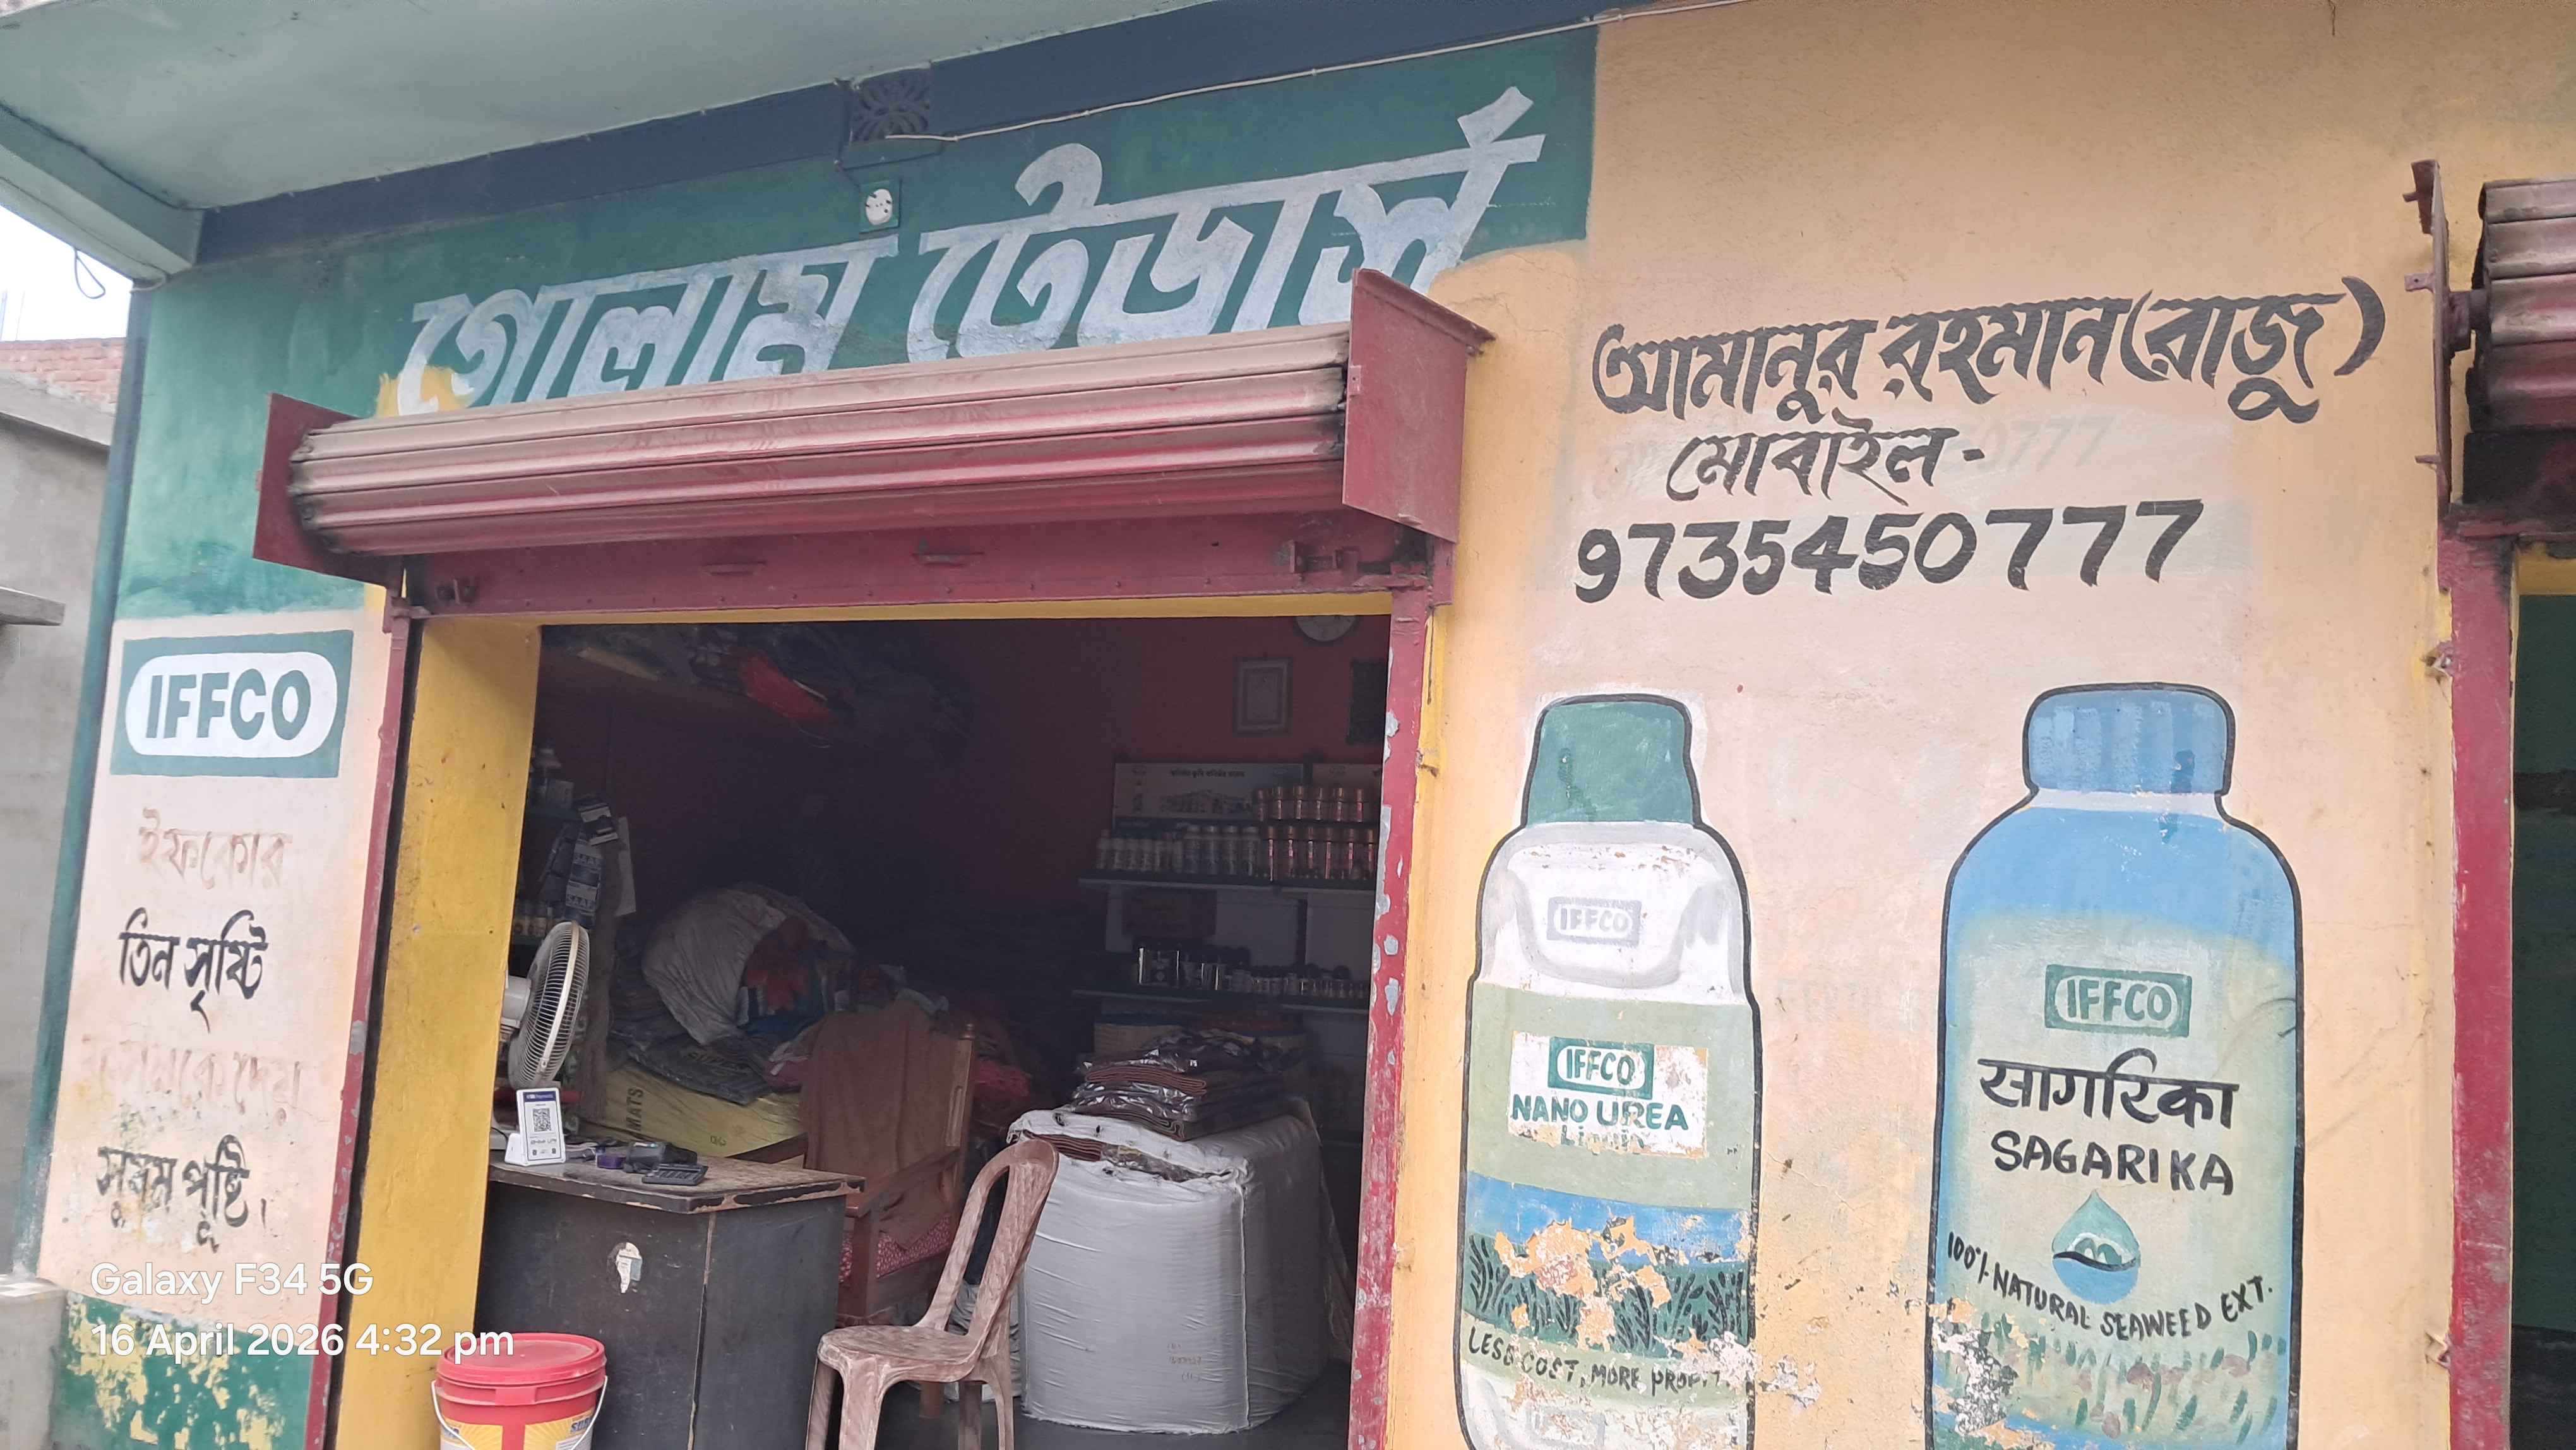 গোলাম টেডার্স
আমানুর রহমান (রাজু)
মোবাইল -
9735450777
IFFCO
ইফকোর
তিন সৃষ্টি
দেয়
সুষম পুষ্টি।
IFFCO
IFFCO
NANO UREA
LESS COST, MORE
IFFCO
सागरिका
SAGARIKA
100% NATURAL SEAWEED EXT.
MATS
Galaxy F34 5G
16 April 2026 4:32 pm